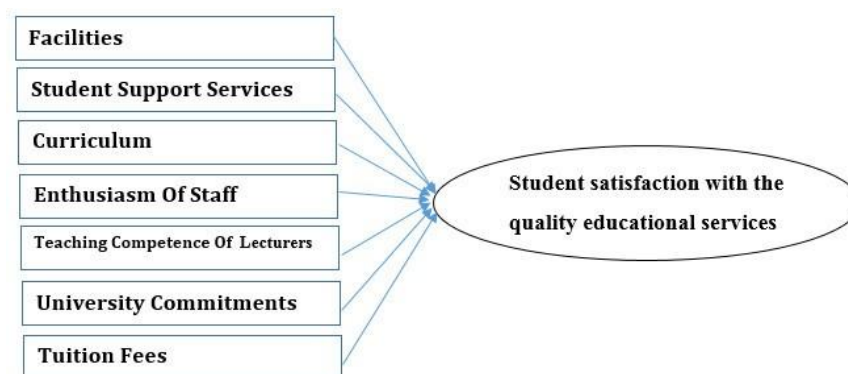 Facilities
Student Support Services
Curriculum
Enthusiasm Of Staff
Teaching Competence Of Lecturers
University Commitments
Tuition Fees
Student satisfaction with the
quality educational services